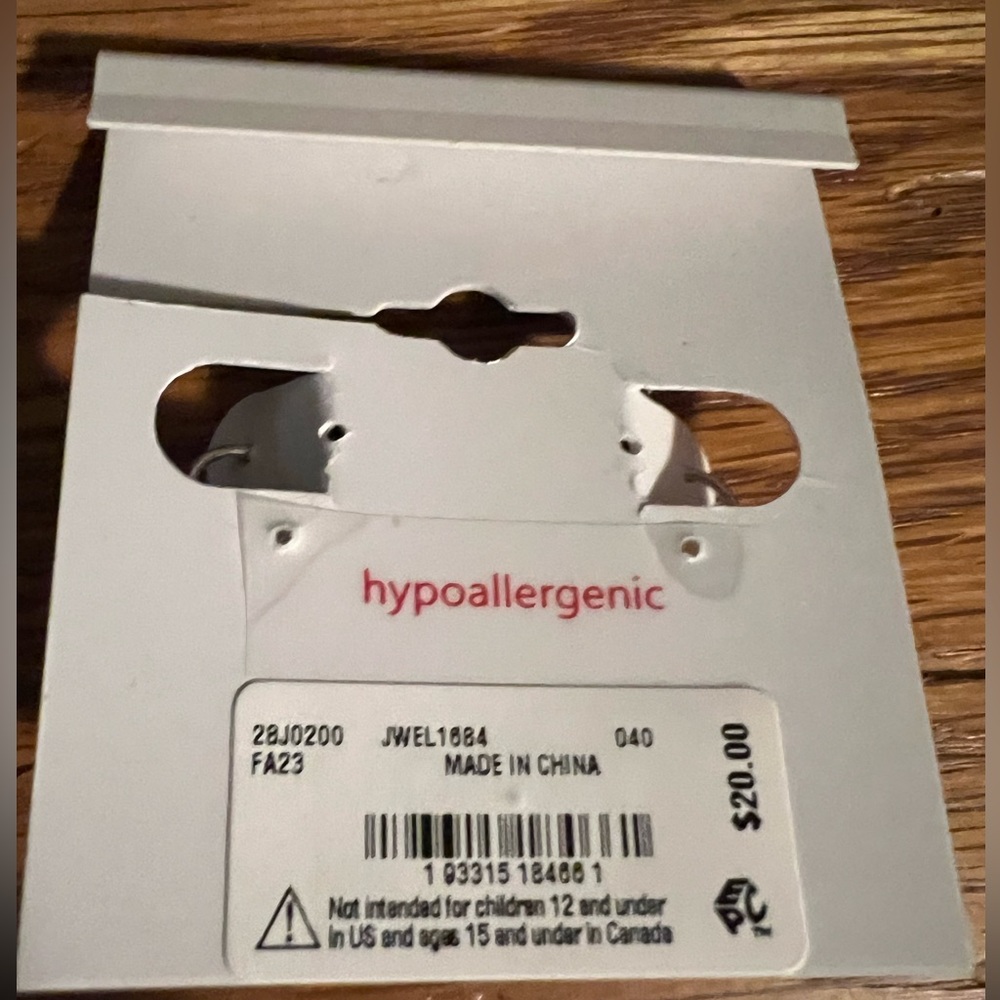 hypoallergenic
28J0200 JWEL1684 040
FA23 MADE IN CHINA
$20.00
1 93315 18466 1
Not intended for children 12 and under
in US and ages 15 and under in Canada